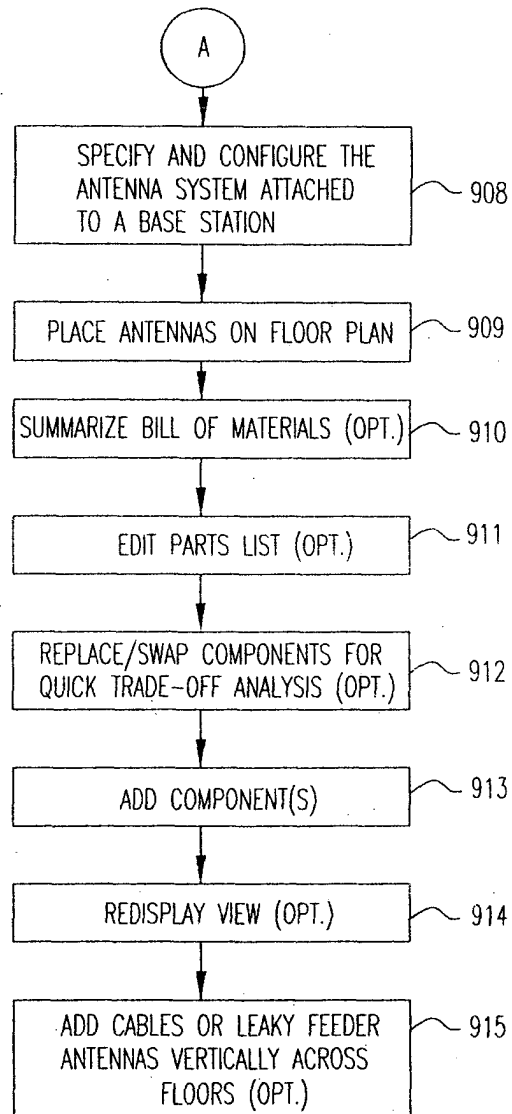 A
SPECIFY AND CONFIGURE THE
ANTENNA SYSTEM ATTACHED
TO A BASE STATION
908
PLACE ANTENNAS ON FLOOR PLAN
909
SUMMARIZE BILL OF MATERIALS (OPT.)
910
EDIT PARTS LIST (OPT.)
911
REPLACE/SWAP COMPONENTS FOR
QUICK TRADE-OFF ANALYSIS (OPT.)
912
ADD COMPONENT(S)
913
REDISPLAY VIEW (OPT.)
914
ADD CABLES OR LEAKY FEEDER
ANTENNAS VERTICALLY ACROSS
FLOORS (OPT.)
915